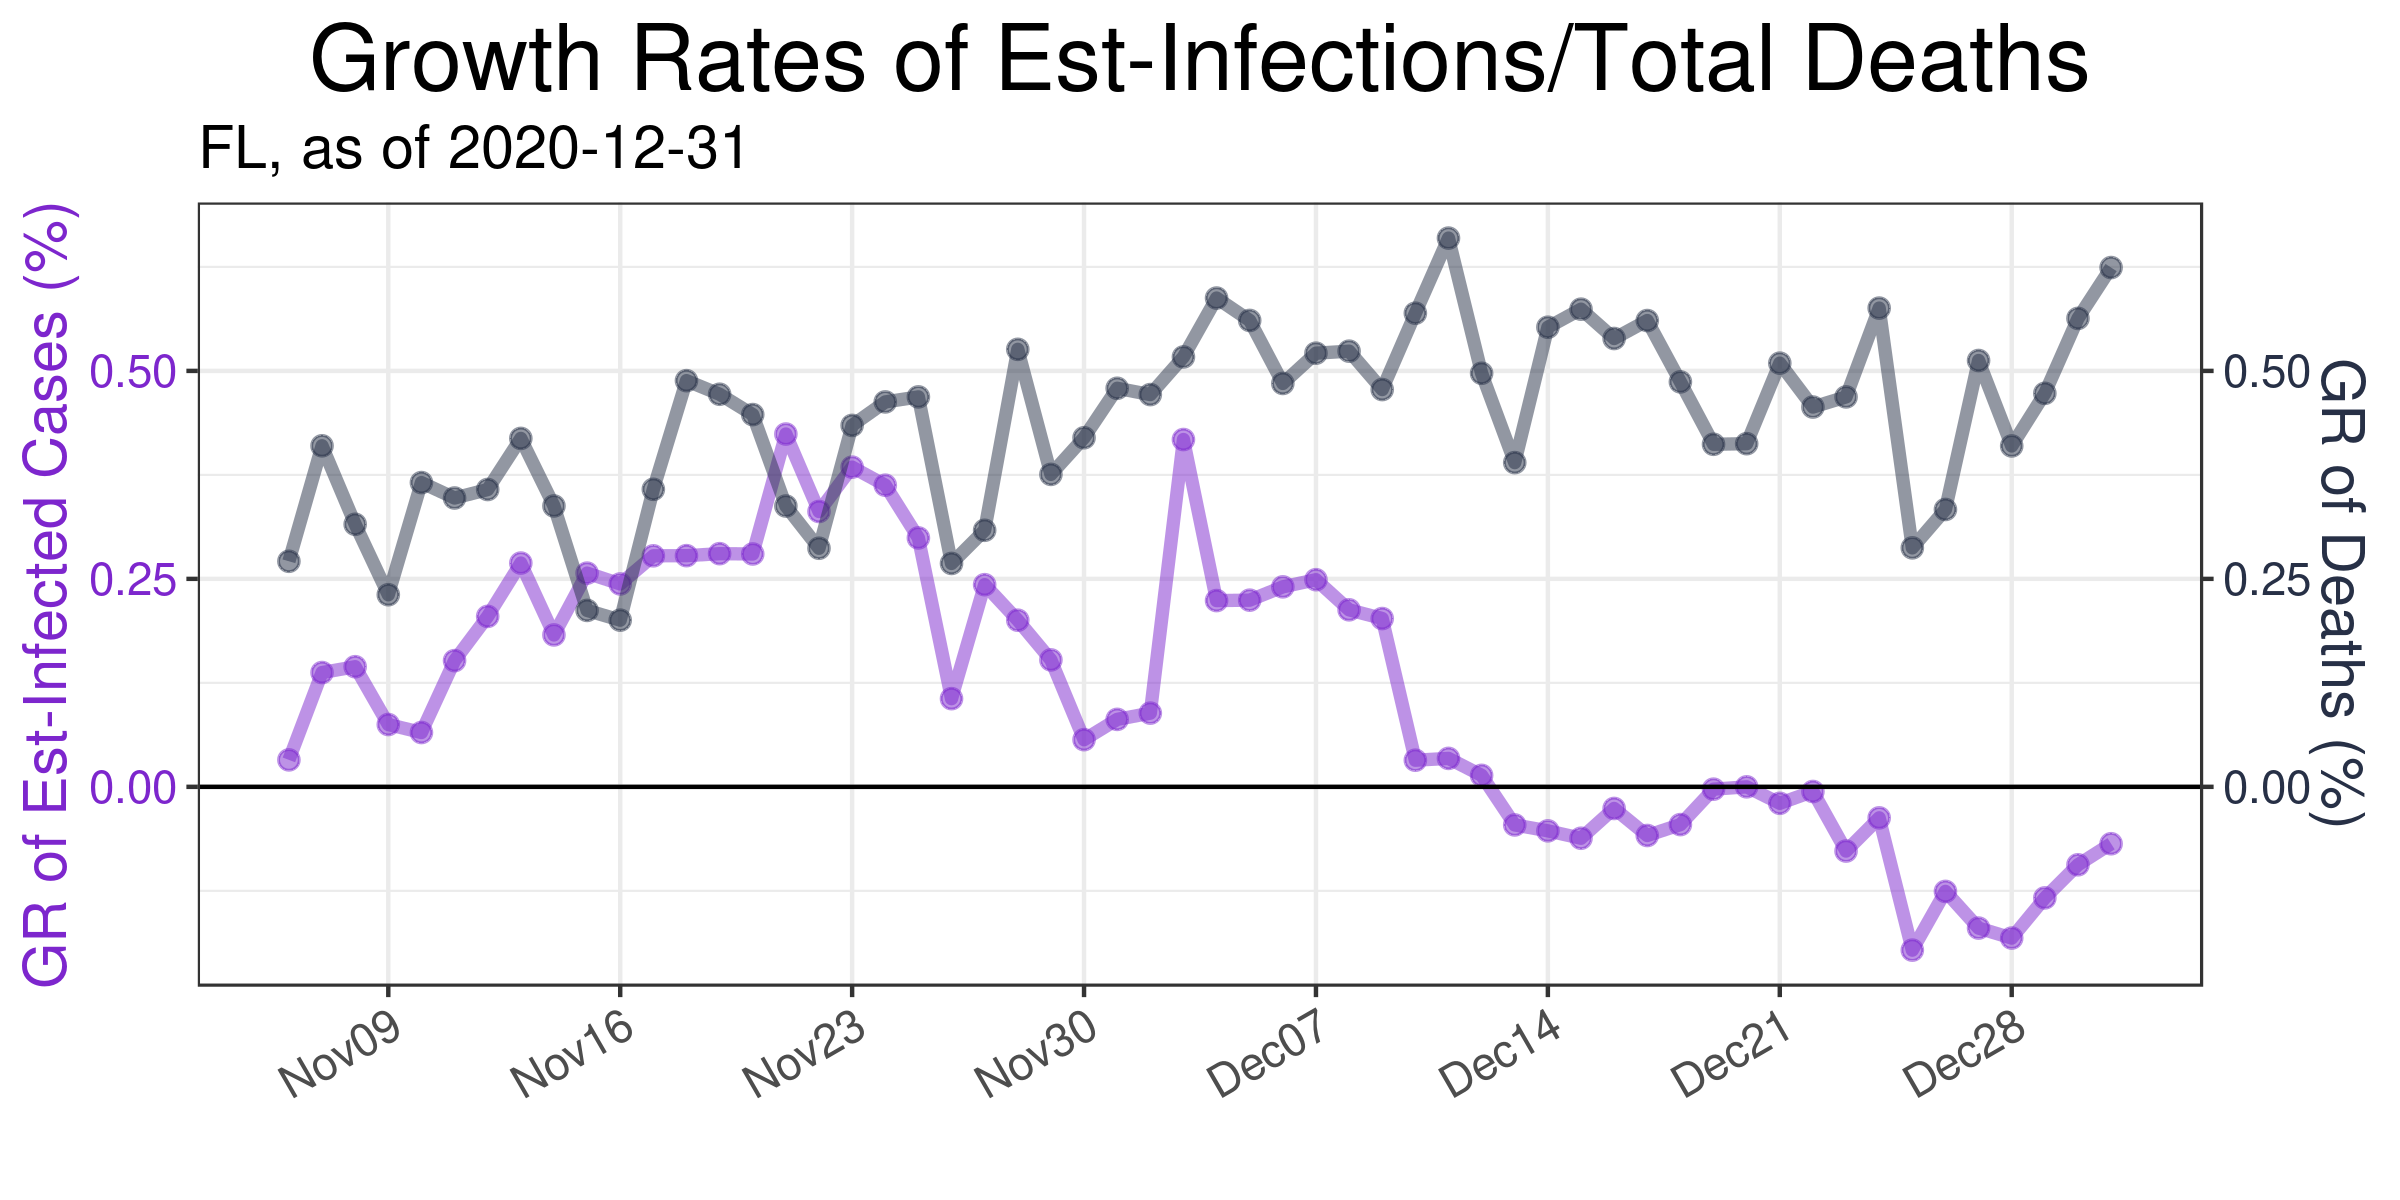 Growth Rates of Est-Infections/Total Deaths
FL, as of 2020-12-31
GR of Est-Infected Cases (%)
0.50
0.25
0.00
0.50
0.25
0.00
GR of Deaths (%)
Nov09
Nov16
Nov23
Nov30
Dec07
Dec14
Dec21
Dec28